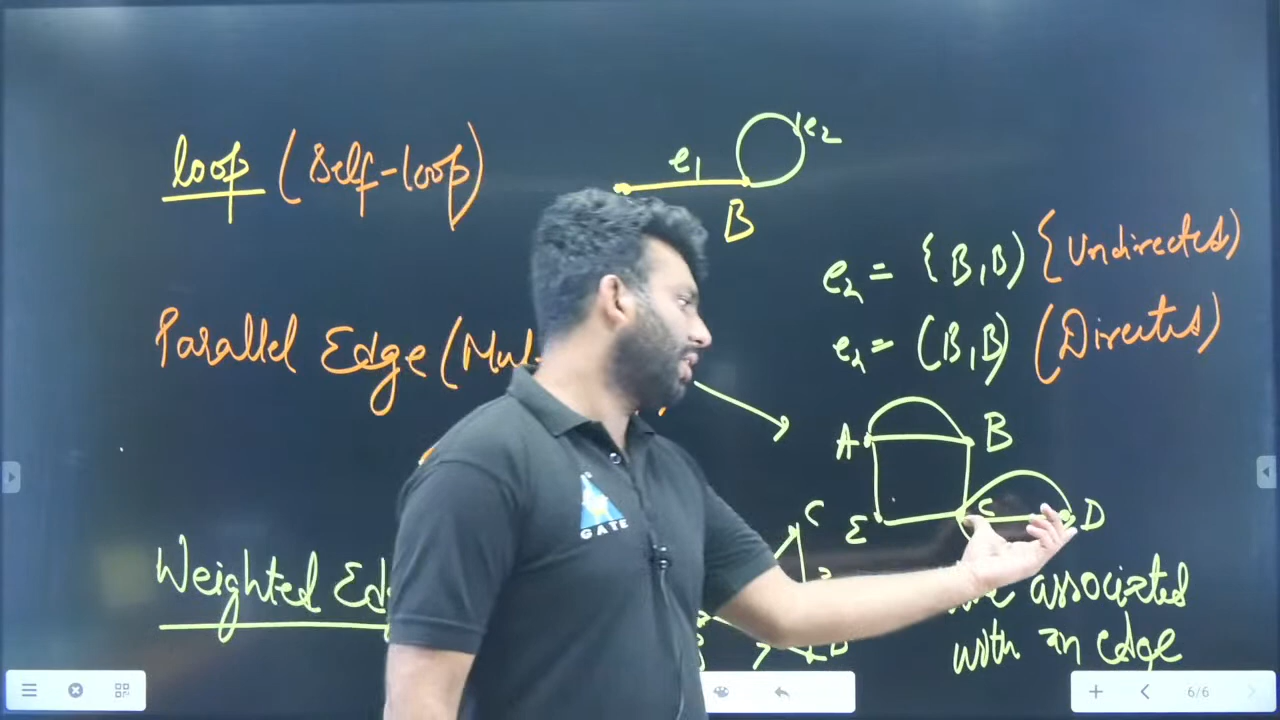 loop (Self-loop)
e1
e2
B
e2 = {B,B) {Undirected)
e2 = (B,B) (Directed)
Parallel Edge (Mul
A
B
C
D
E
GATE
Weighted Ed
C
D
associated
with an edge
6/6